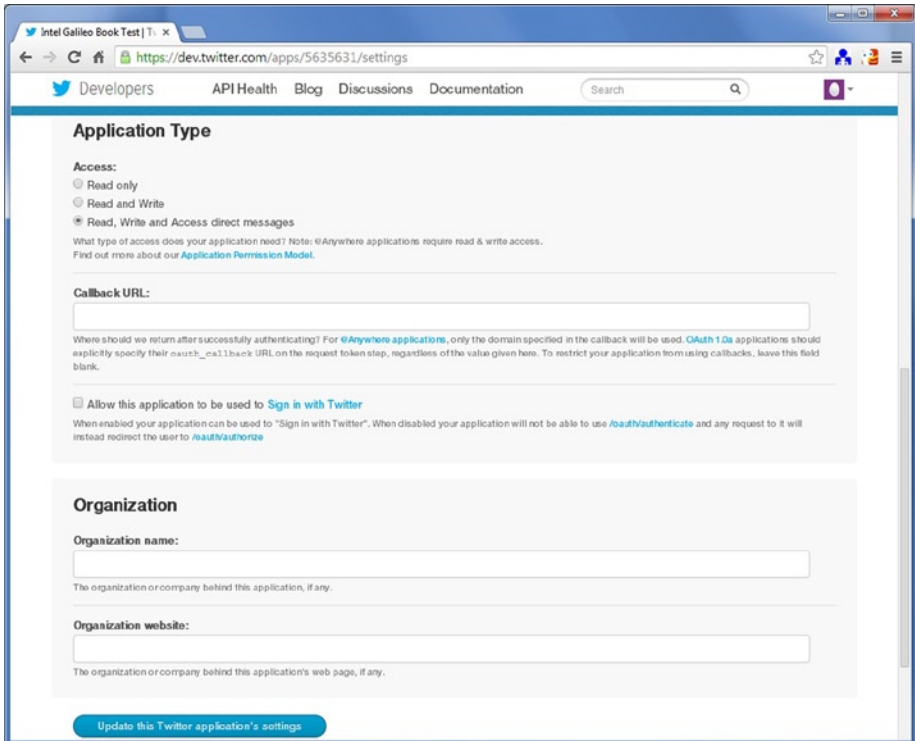 Intel Galileo Book Test | Tv
https://dev.twitter.com/apps/5635631/settings
Developers API Health Blog Discussions Documentation Search
Application Type
Access:
Read only
Read and Write
Read, Write and Access direct messages
What type of access does your application need? Note: @Anywhere applications require read & write access.
Find out more about our Application Permission Model.
Callback URL:
Where should we return after successfully authenticating? For @Anywhere applications, only the domain specified in the callback will be used. OAuth 1.0a applications should
explicitly specify their oauth_callback URL on the request token step, regardless of the value given here. To restrict your application from using callbacks, leave this field
blank.
Allow this application to be used to Sign in with Twitter
When enabled your application can be used to "Sign in with Twitter". When disabled your application will not be able to use /oauth/authenticate and any request to it will
instead redirect the user to /oauth/authorize
Organization
Organization name:
The organization or company behind this application, if any.
Organization website:
The organization or company behind this application's web page, if any.
Update this Twitter application's settings